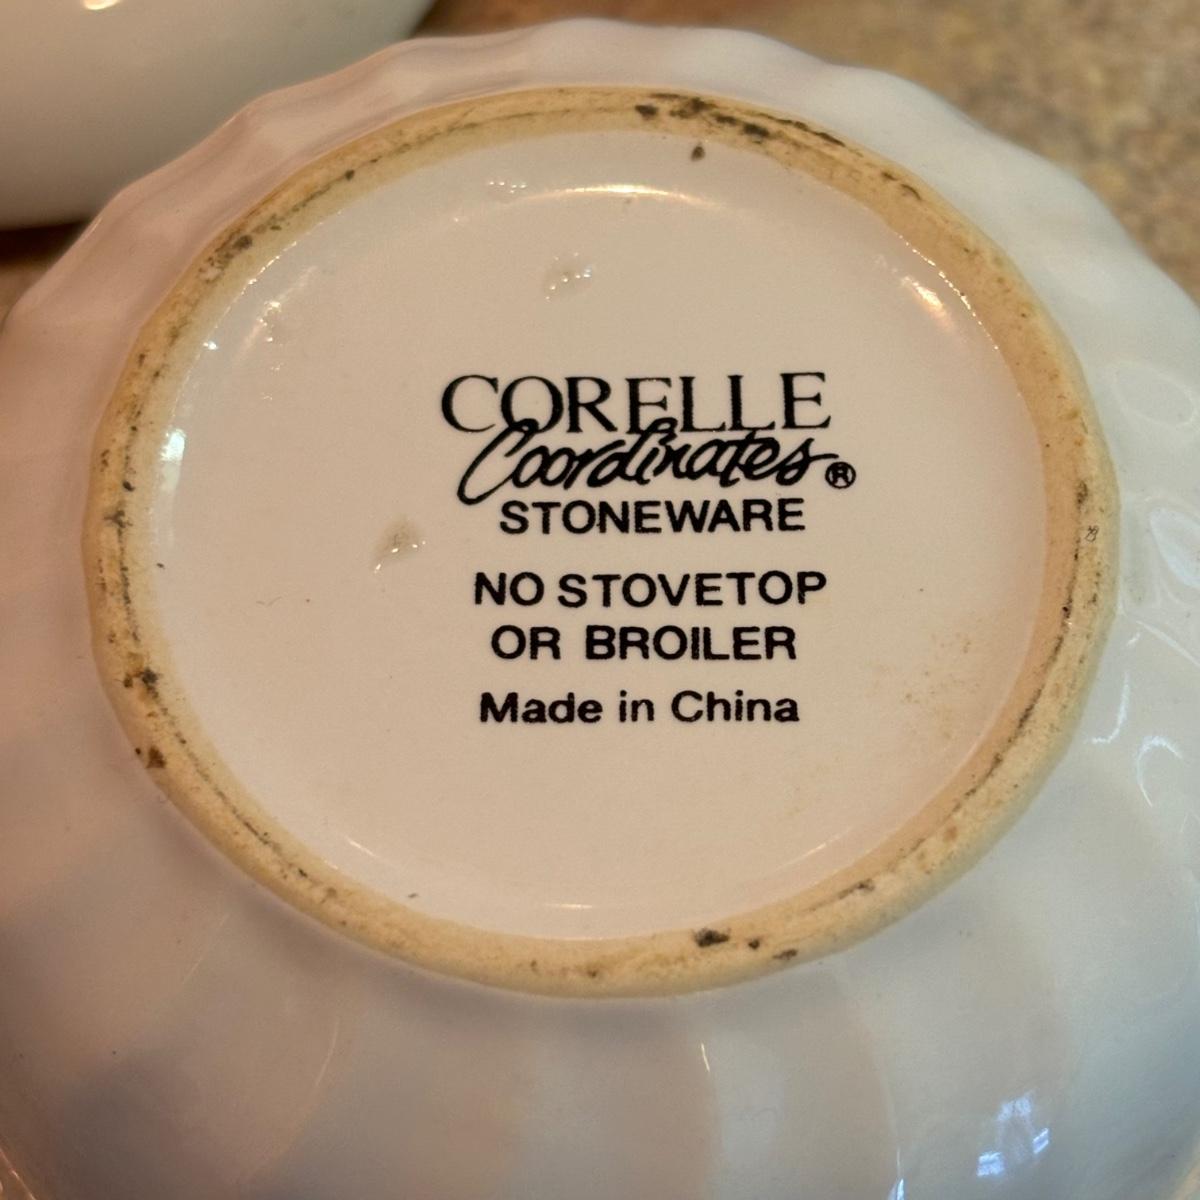 CORELLE
Coordinates®
STONEWARE
NO STOVETOP
OR BROILER
Made in China